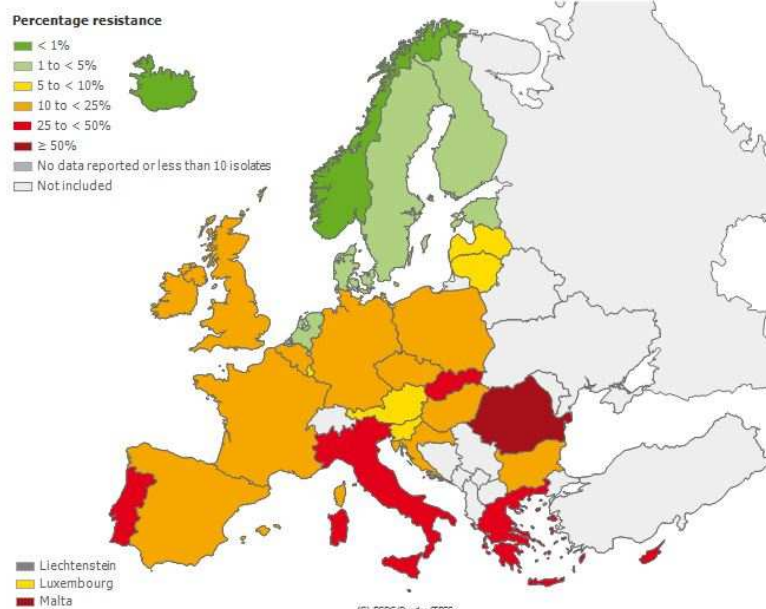 Percentage resistance
< 1%
1 to < 5%
5 to < 10%
10 to < 25%
25 to < 50%
≥ 50%
No data reported or less than 10 isolates
Not included
Liechtenstein
Luxembourg
Malta